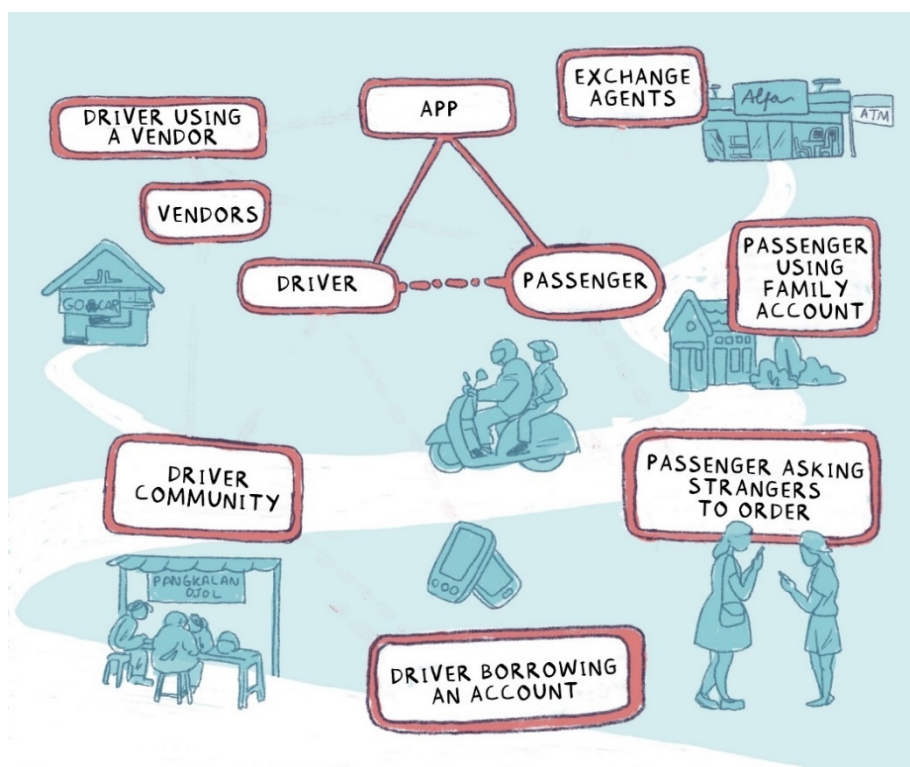 DRIVER USING
A VENDOR
APP
EXCHANGE
AGENTS
Alfa
ATM
VENDORS
GO CAR
DRIVER
PASSENGER
PASSENGER
USING
FAMILY
ACCOUNT
DRIVER
COMMUNITY
PASSENGER ASKING
STRANGERS
TO ORDER
PANGKALAN
OJOL
DRIVER BORROWING
AN ACCOUNT